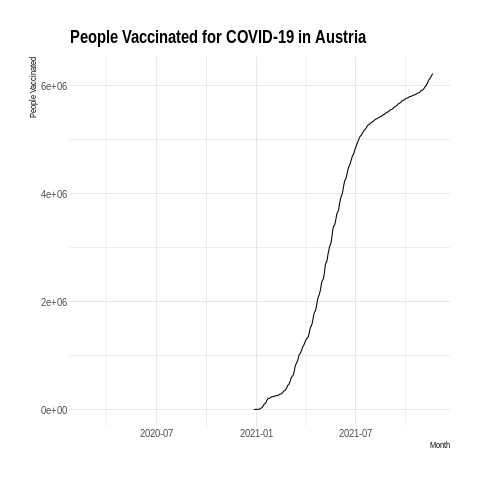 People Vaccinated for COVID-19 in Austria
People Vaccinated
6e+06
4e+06
2e+06
0e+00
2020-07
2021-01
2021-07
Month